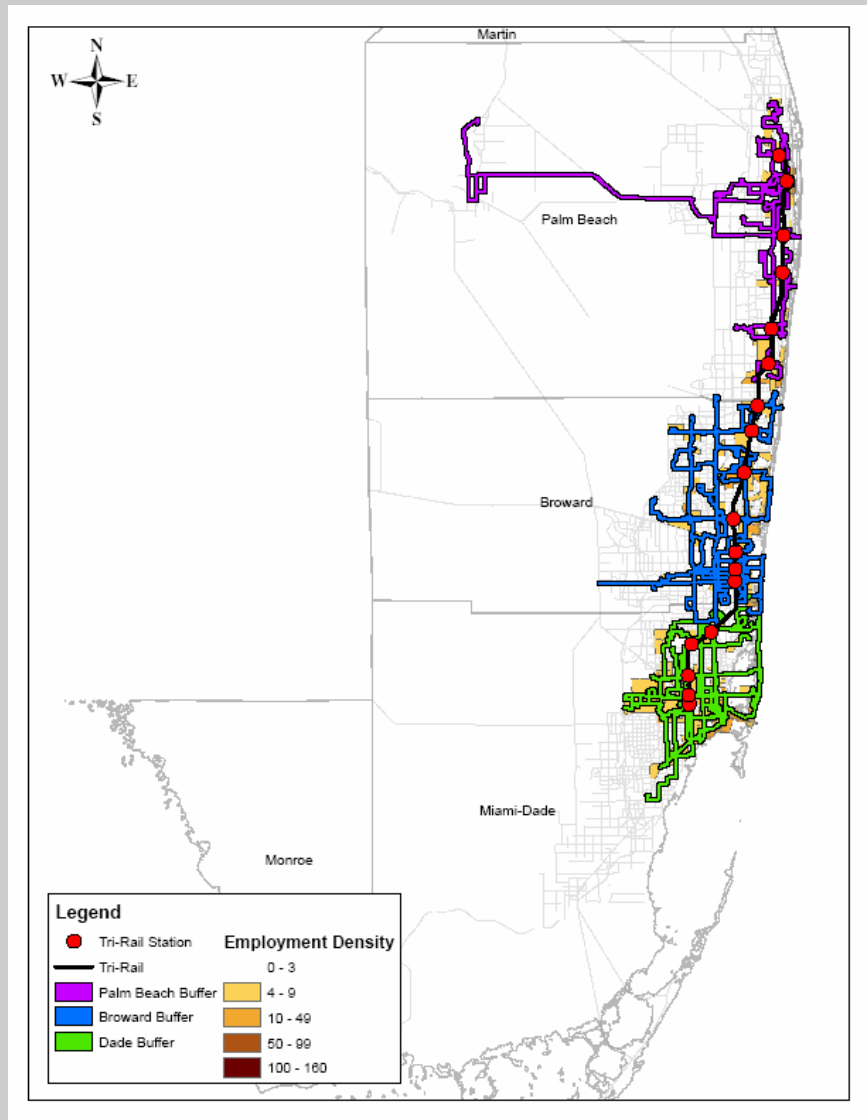 Martin
N
W E
S
Palm Beach
Broward
Miami-Dade
Monroe
Legend
Tri-Rail Station
Tri-Rail
Palm Beach Buffer
Broward Buffer
Dade Buffer
Employment Density
0 - 3
4 - 9
10 - 49
50 - 99
100 - 160